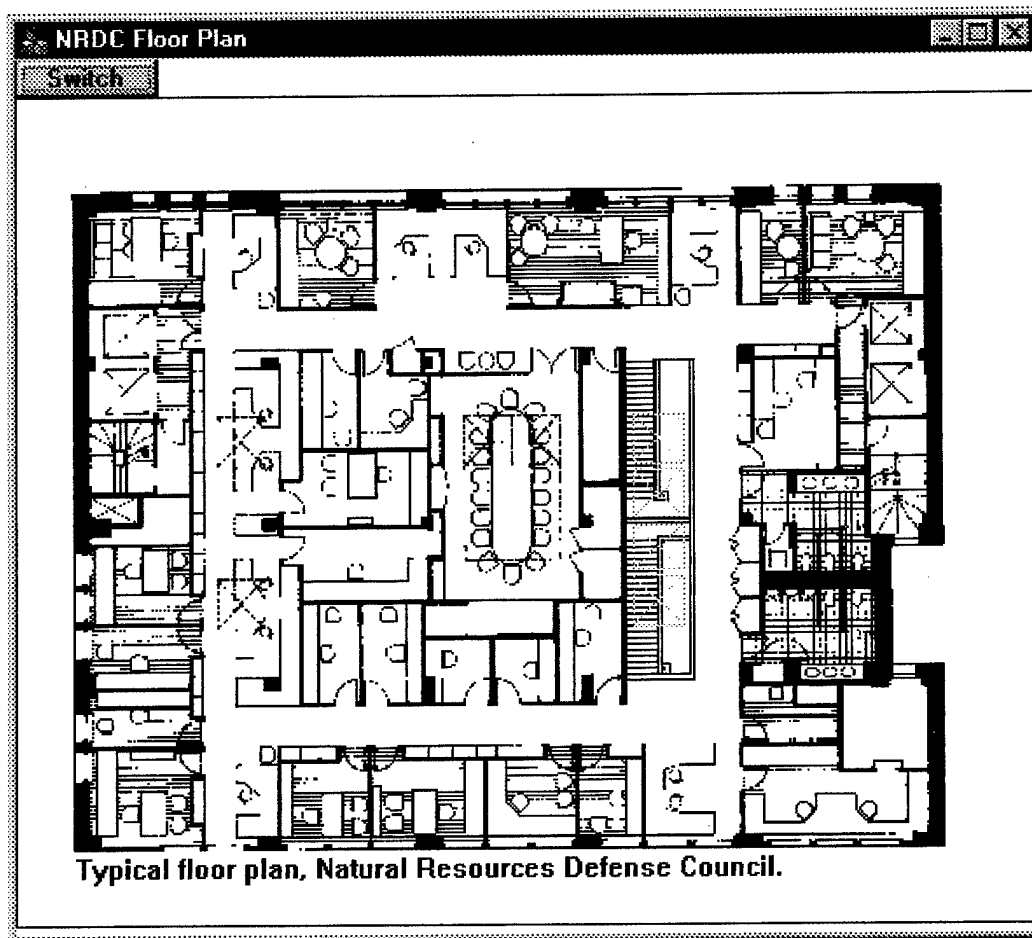 NRDC Floor Plan
Switch
Typical floor plan, Natural Resources Defense Council.